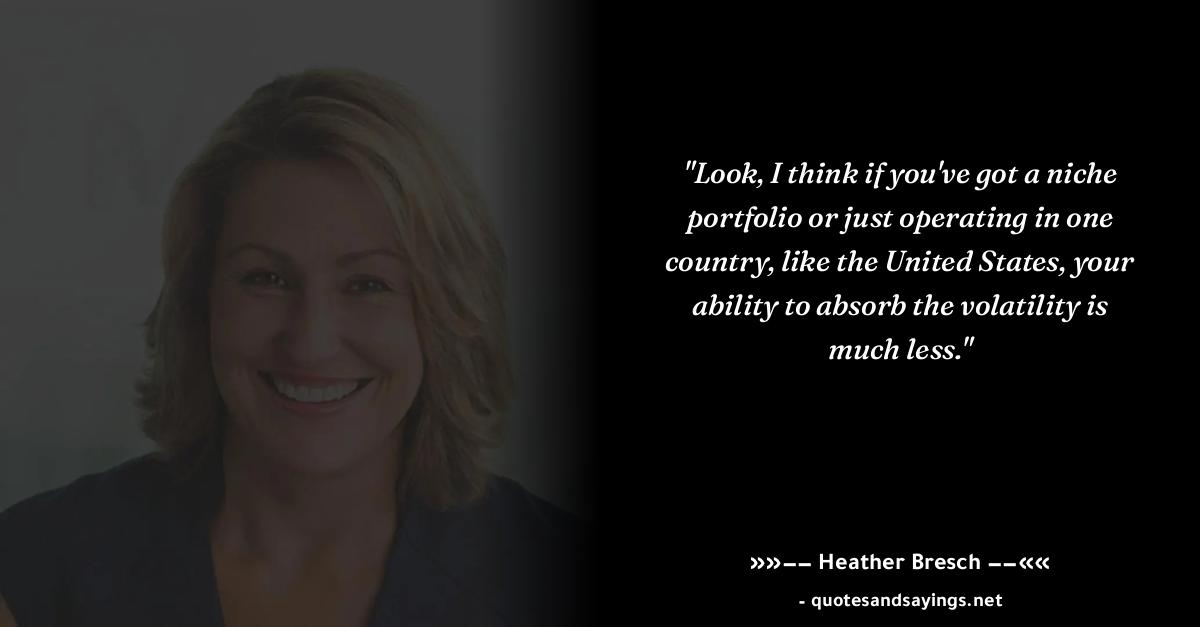 "Look, I think if you've got a niche
portfolio or just operating in one
country, like the United States, your
ability to absorb the volatility is
much less."
»»–– Heather Bresch ––««
- quotesandsayings.net